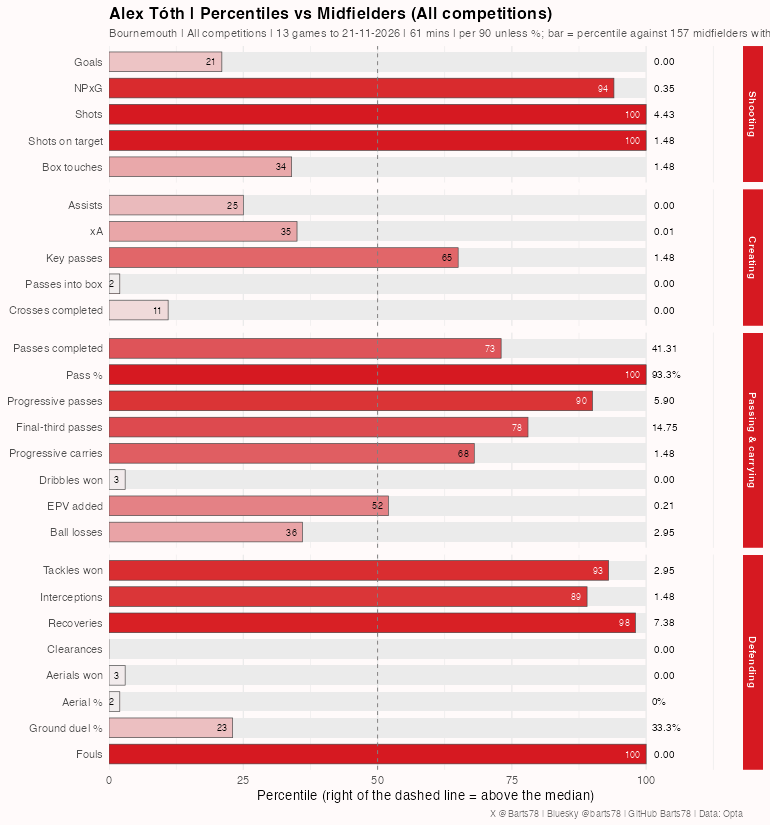 Alex Tóth | Percentiles vs Midfielders (All competitions)
Bournemouth | All competitions | 13 games to 21-11-2026 | 61 mins | per 90 unless %; bar = percentile against 157 midfielders with
Shooting
Goals 21 0.00
NPxG 94 0.35
Shots 100 4.43
Shots on target 100 1.48
Box touches 34 1.48
Creating
Assists 25 0.00
xA 35 0.01
Key passes 65 1.48
Passes into box 2 0.00
Crosses completed 11 0.00
Passing & carrying
Passes completed 73 41.31
Pass % 100 93.3%
Progressive passes 90 5.90
Final-third passes 78 14.75
Progressive carries 68 1.48
Dribbles won 3 0.00
EPV added 52 0.21
Ball losses 36 2.95
Defending
Tackles won 93 2.95
Interceptions 89 1.48
Recoveries 98 7.38
Clearances 0.00
Aerials won 3 0.00
Aerial % 2 0%
Ground duel % 23 33.3%
Fouls 100 0.00
0 25 50 75 100
Percentile (right of the dashed line = above the median)
X @Barts78 | Bluesky @barts78 | GitHub Barts78 | Data: Opta